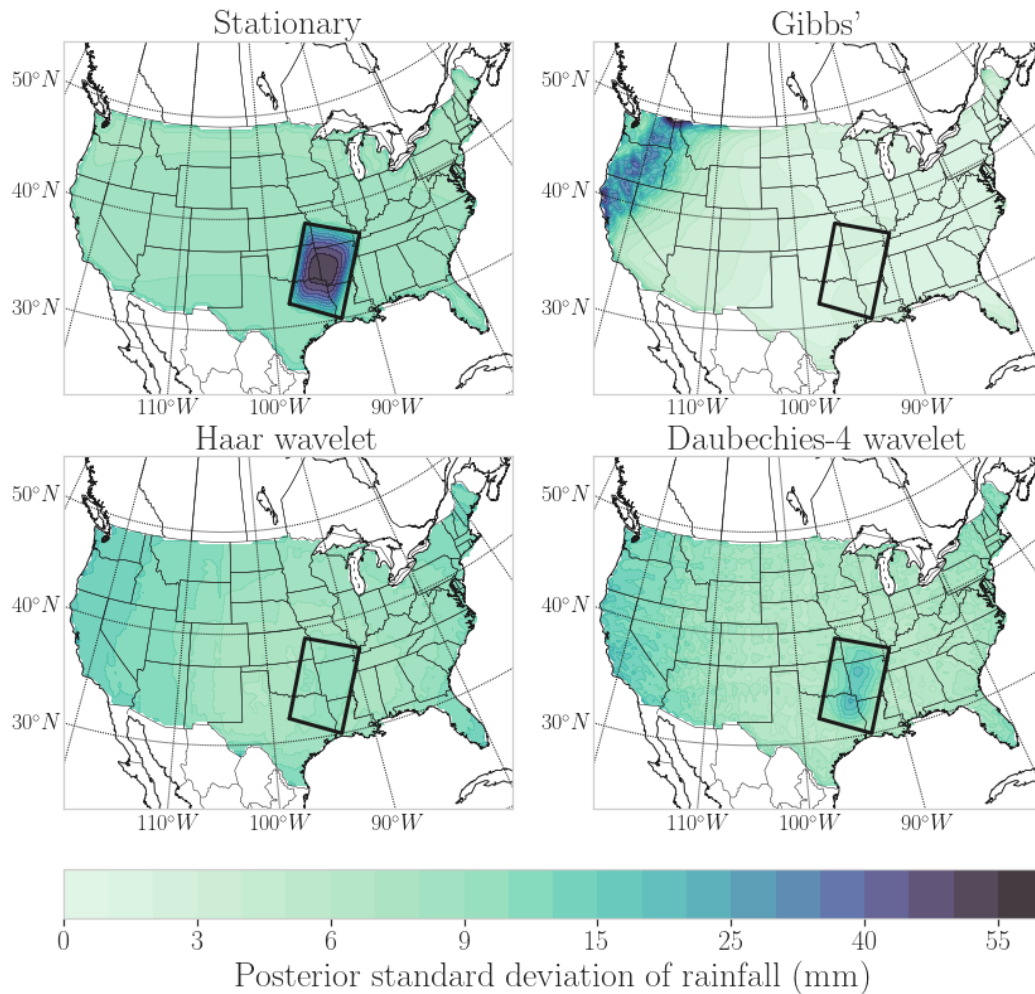 Stationary
Gibbs'
50°N
40°N
30°N
110°W 100°W 90°W
50°N
40°N
30°N
110°W 100°W 90°W
Haar wavelet
Daubechies-4 wavelet
50°N
40°N
30°N
110°W 100°W 90°W
50°N
40°N
30°N
110°W 100°W 90°W
0 3 6 9 15 25 40 55
Posterior standard deviation of rainfall (mm)